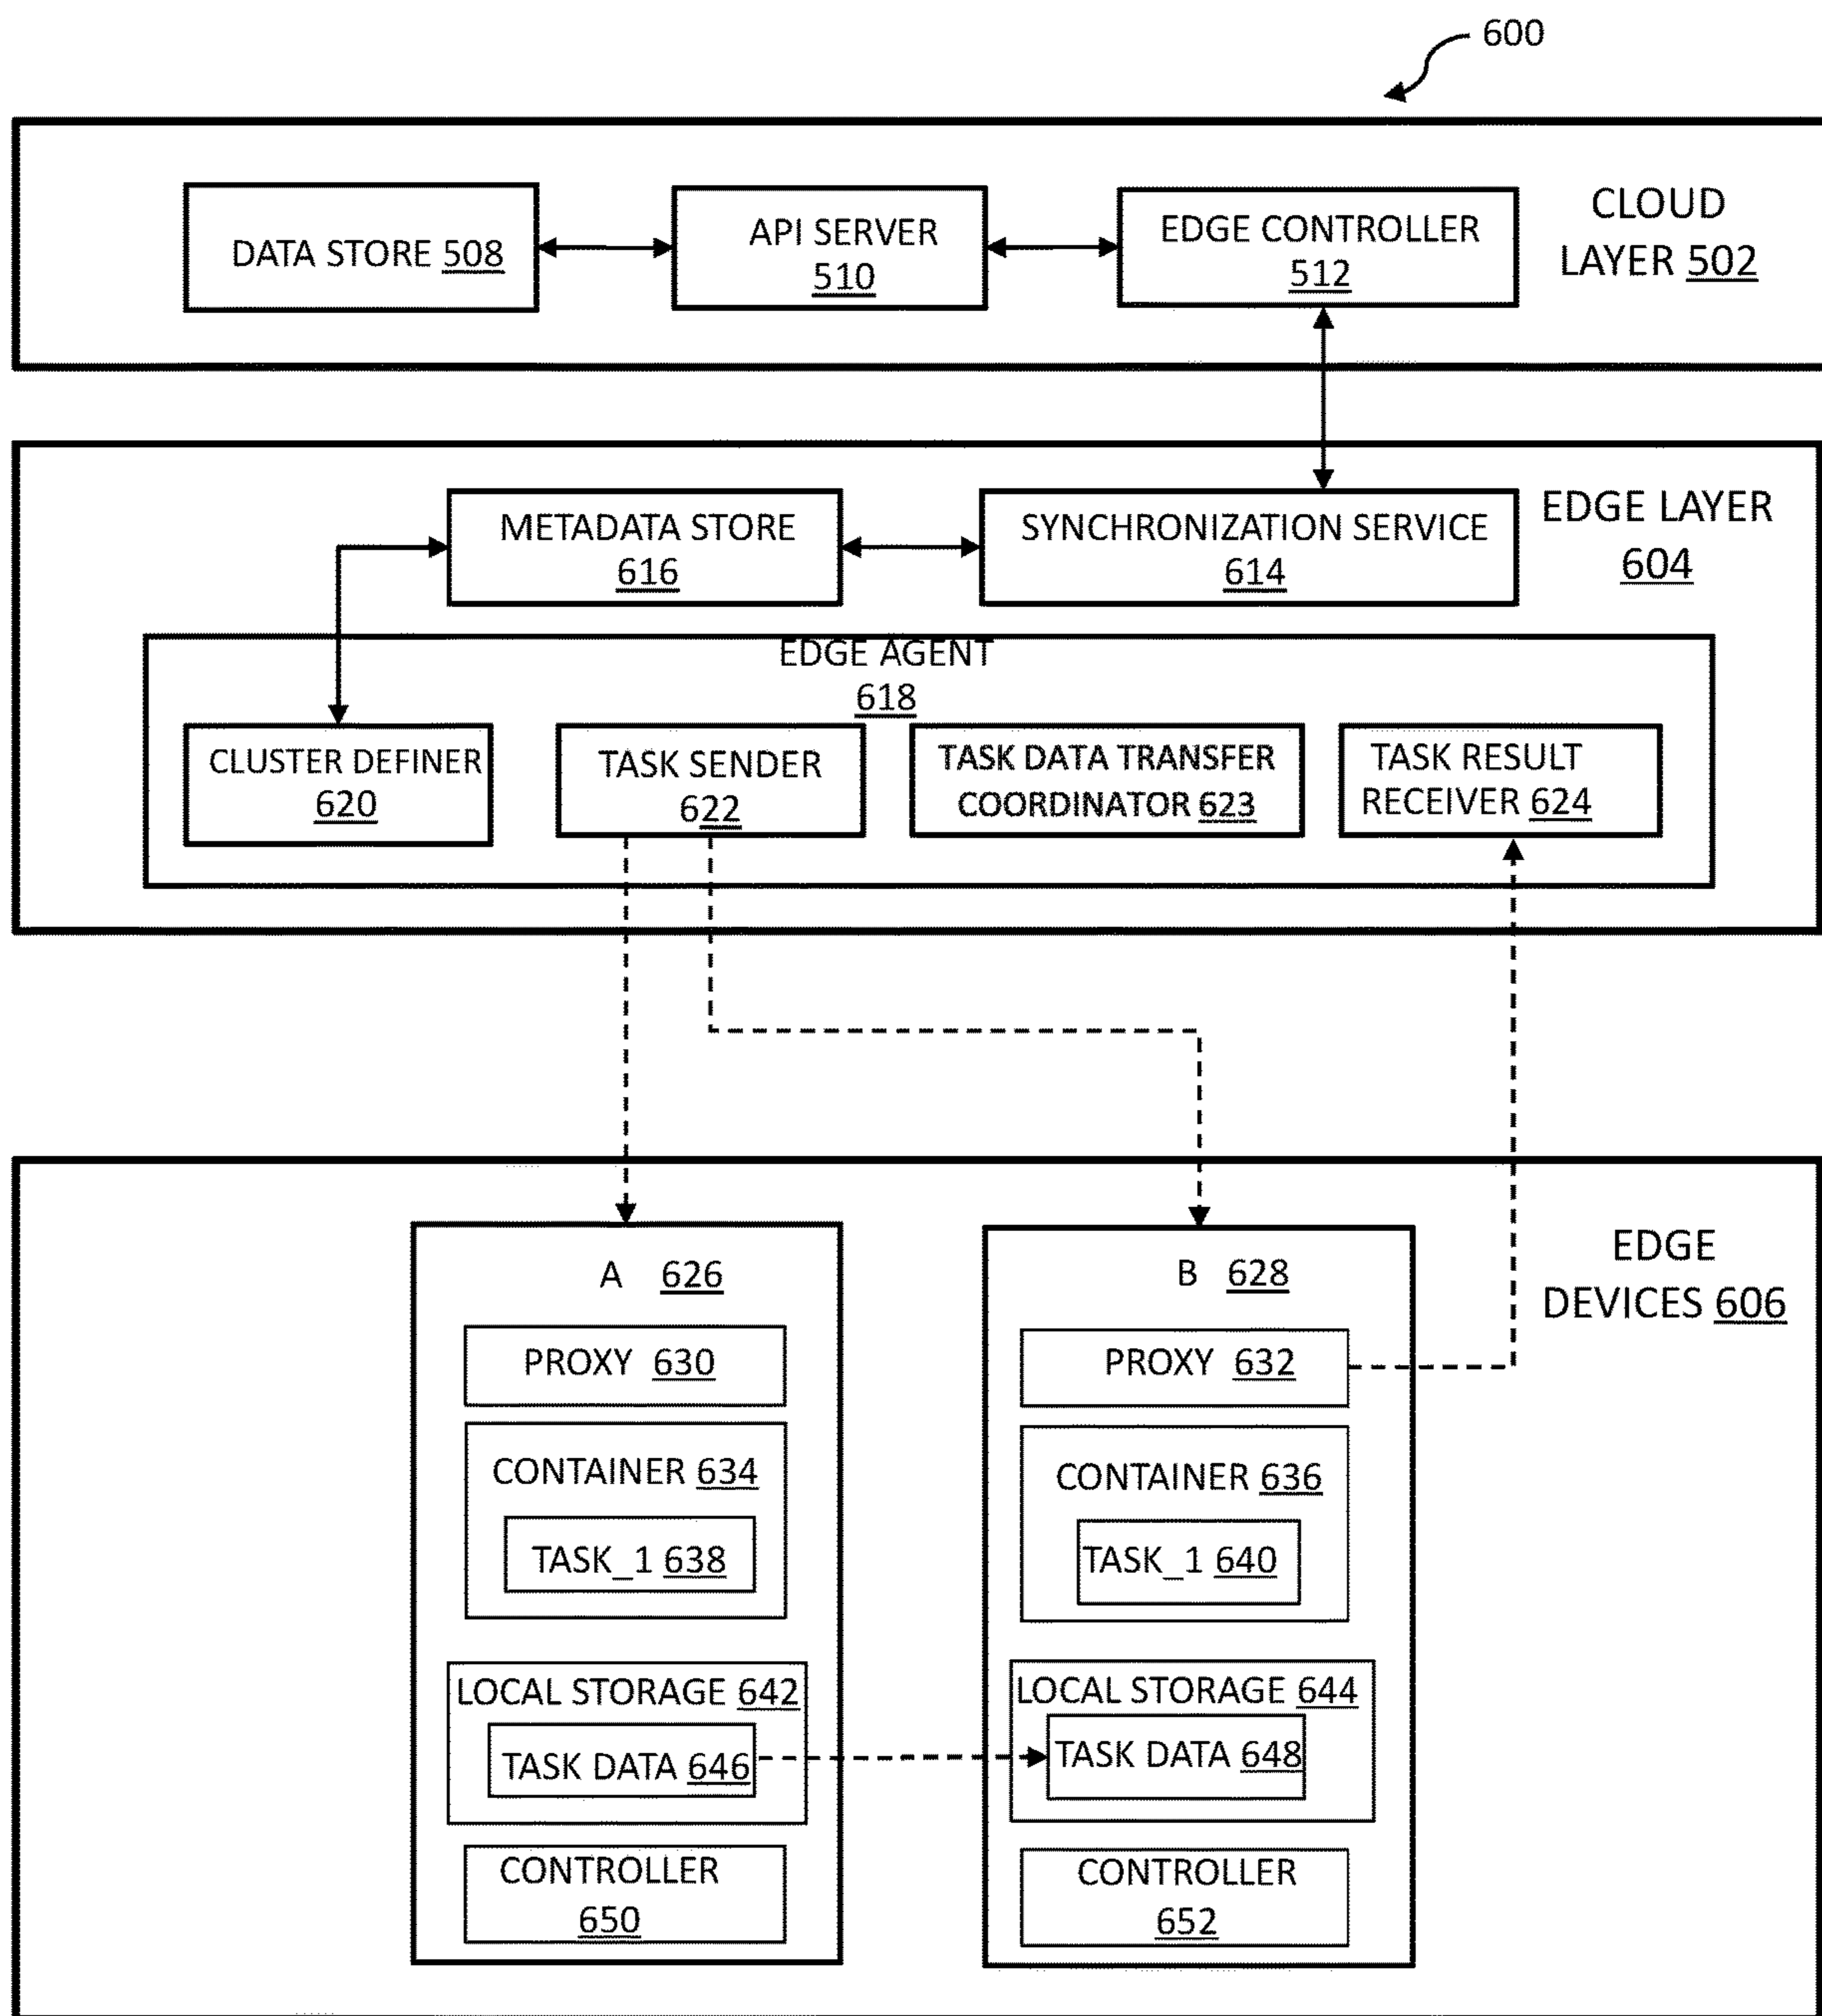 600
DATA STORE 508
API SERVER
510
EDGE CONTROLLER
512
CLOUD
LAYER 502
METADATA STORE
616
SYNCHRONIZATION SERVICE
614
EDGE LAYER
604
EDGE AGENT
618
CLUSTER DEFINER
620
TASK SENDER
622
TASK DATA TRANSFER
COORDINATOR 623
TASK RESULT
RECEIVER 624
EDGE
DEVICES 606
A 626
PROXY 630
CONTAINER 634
TASK_1 638
LOCAL STORAGE 642
TASK DATA 646
CONTROLLER
650
B 628
PROXY 632
CONTAINER 636
TASK_1 640
LOCAL STORAGE 644
TASK DATA 648
CONTROLLER
652